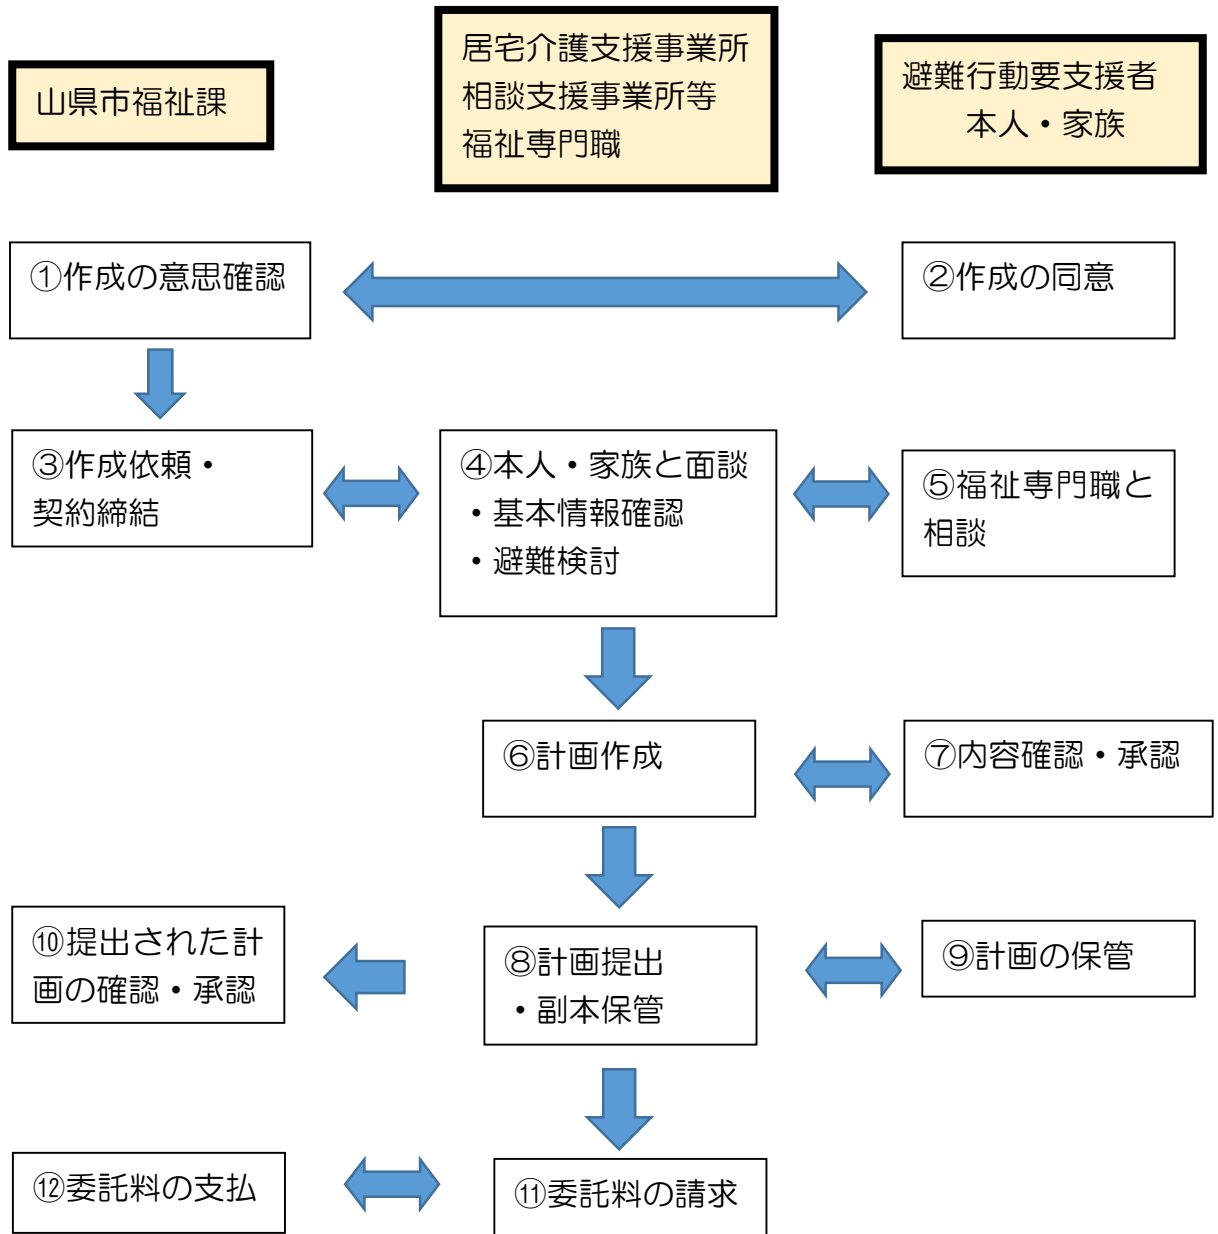 山県市福祉課
居宅介護支援事業所
相談支援事業所等
福祉専門職
避難行動要支援者
本人・家族
①作成の意思確認
②作成の同意
③作成依頼・
契約締結
④本人・家族と面談
・基本情報確認
・避難検討
⑤福祉専門職と
相談
⑥計画作成
⑦内容確認・承認
⑧計画提出
・副本保管
⑨計画の保管
⑩提出された計
画の確認・承認
⑪委託料の請求
⑫委託料の支払